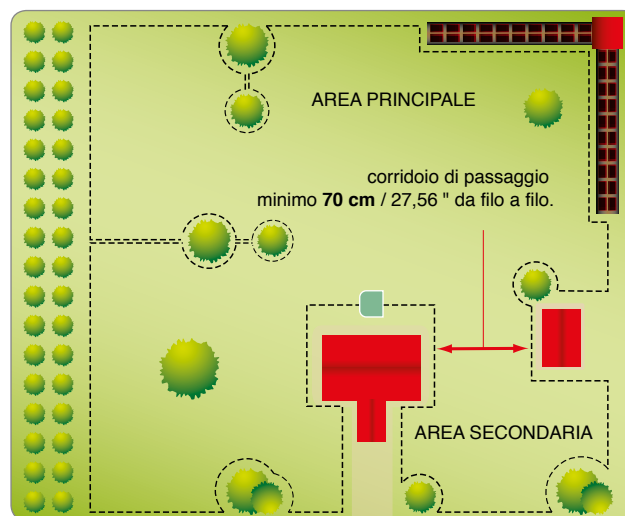 AREA PRINCIPALE
corridoio di passaggio
minimo 70 cm / 27,56 " da filo a filo.
AREA SECONDARIA